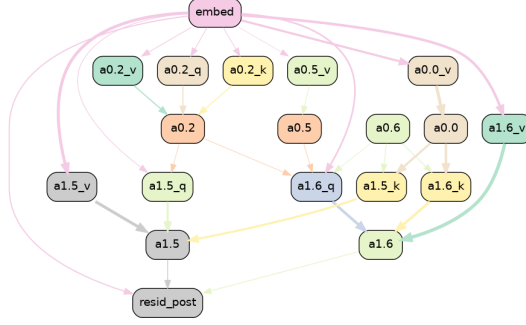 embed
a0.2_v a0.2_q a0.2_k a0.5_v a0.0_v
a0.2 a0.5 a0.6 a0.0 a1.6_v
a1.5_v a1.5_q a1.6_q a1.5_k a1.6_k
a1.5 a1.6
resid_post